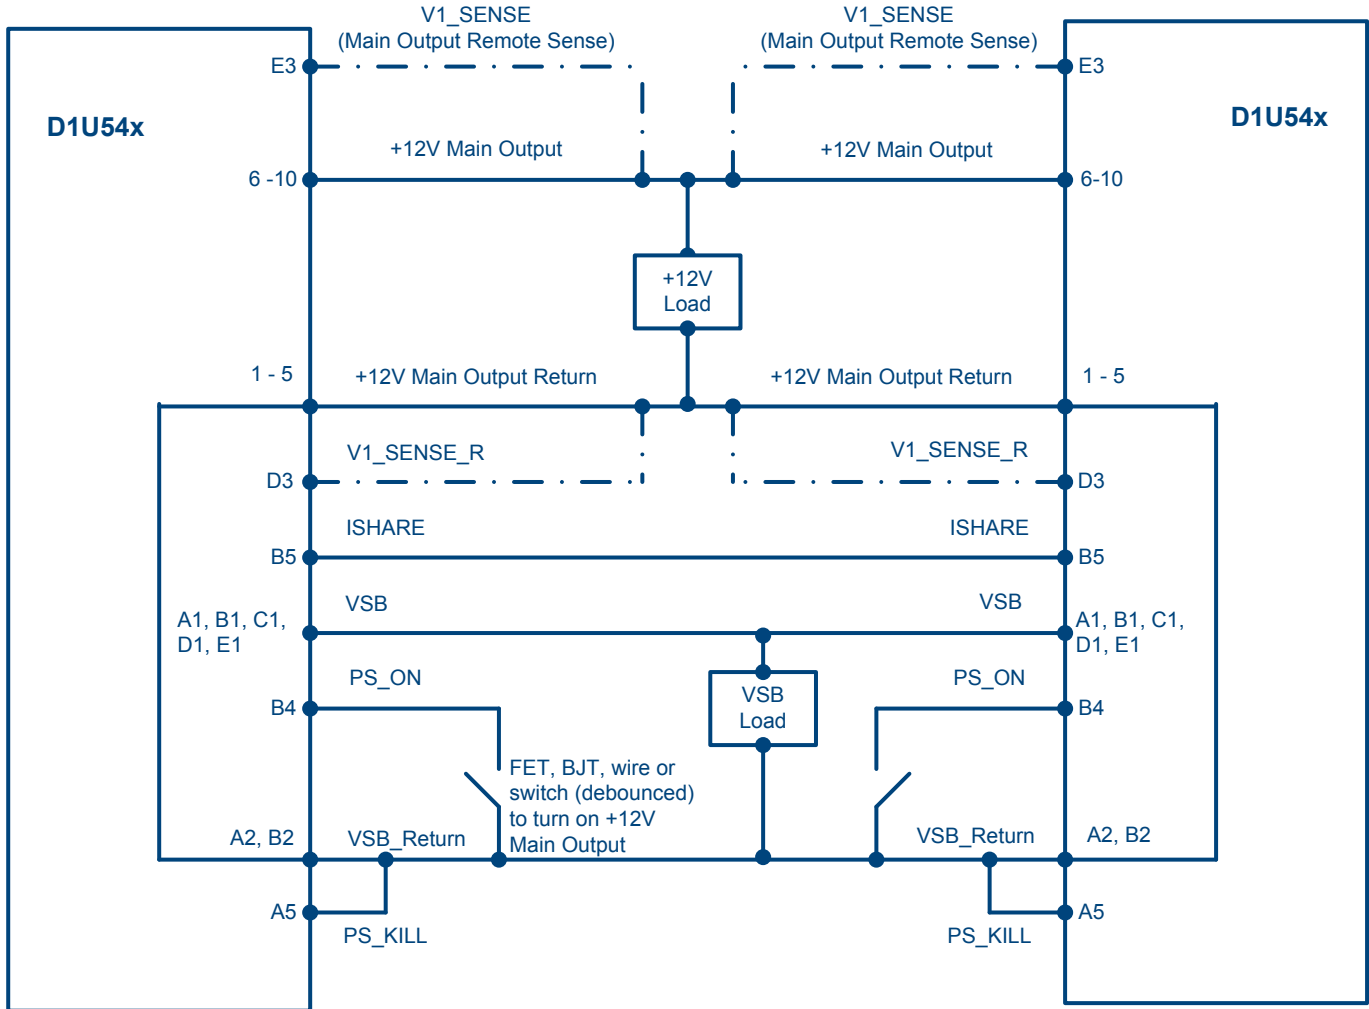 V1_SENSE
(Main Output Remote Sense)
V1_SENSE
(Main Output Remote Sense)
E3
E3
D1U54x
D1U54x
+12V Main Output
+12V Main Output
6 -10
6-10
+12V
Load
1 - 5
+12V Main Output Return
+12V Main Output Return
1 - 5
V1_SENSE_R
V1_SENSE_R
D3
D3
ISHARE
ISHARE
B5
B5
VSB
VSB
A1, B1, C1,
D1, E1
A1, B1, C1,
D1, E1
PS_ON
PS_ON
VSB
Load
B4
B4
FET, BJT, wire or
switch (debounced)
to turn on +12V
Main Output
A2, B2
VSB_Return
VSB_Return
A2, B2
A5
A5
PS_KILL
PS_KILL